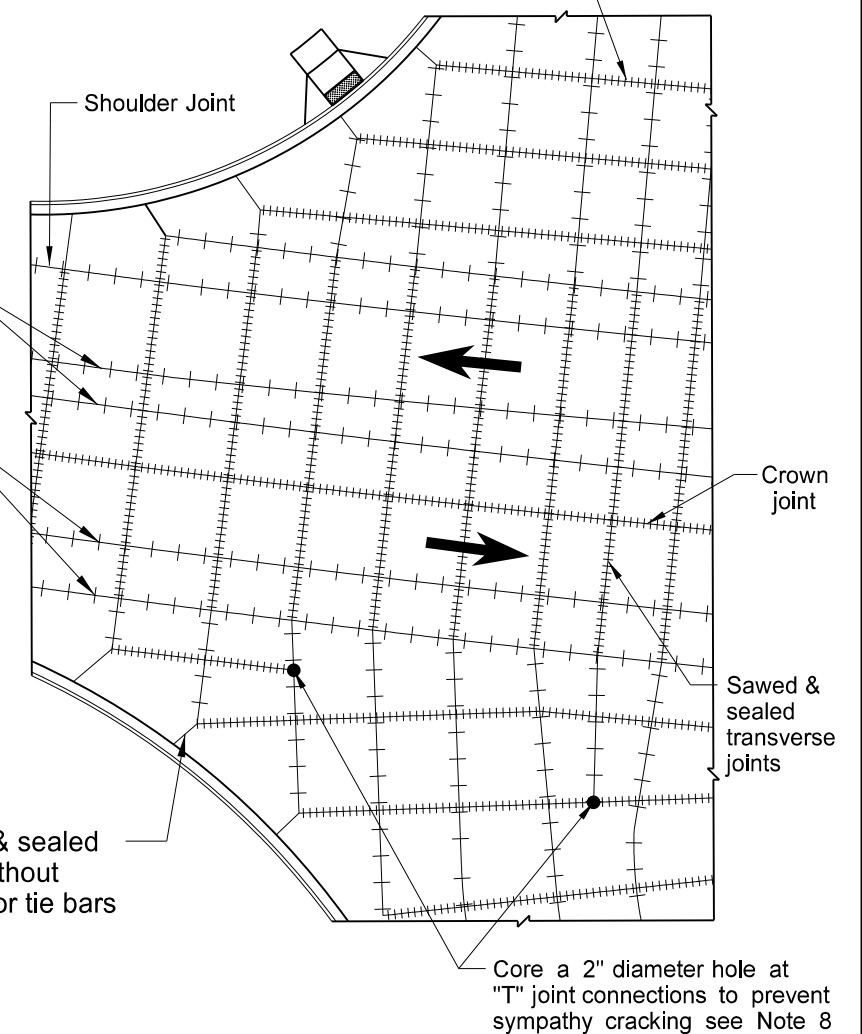 Shoulder Joint
Crown
joint
Sawed &
sealed
transverse
joints
& sealed
or tie bars
Core a 2" diameter hole at
"T" joint connections to prevent
sympathy cracking see Note 8